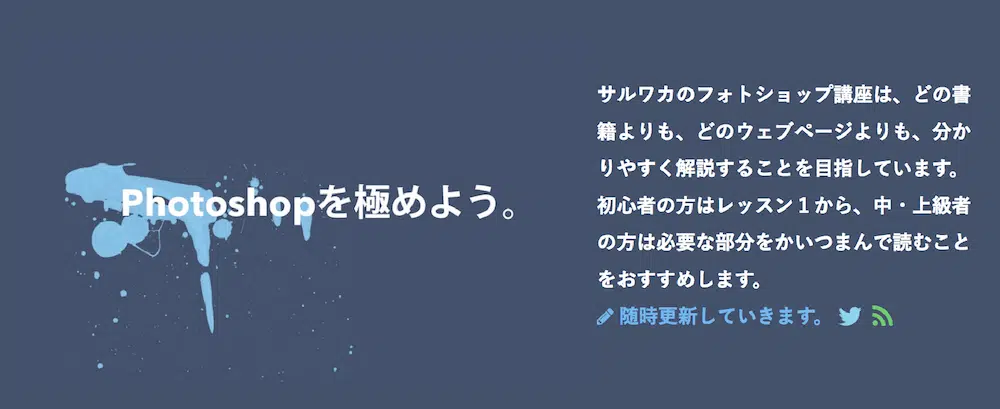 Photoshopを極めよう。
サルワカのフォトショップ講座は、どの書
籍よりも、どのウェブページよりも、分か
りやすく解説することを目指しています。
初心者の方はレッスン１から、中・上級者
の方は必要な部分をかいつまんで読むこと
をおすすめします。
随時更新していきます。